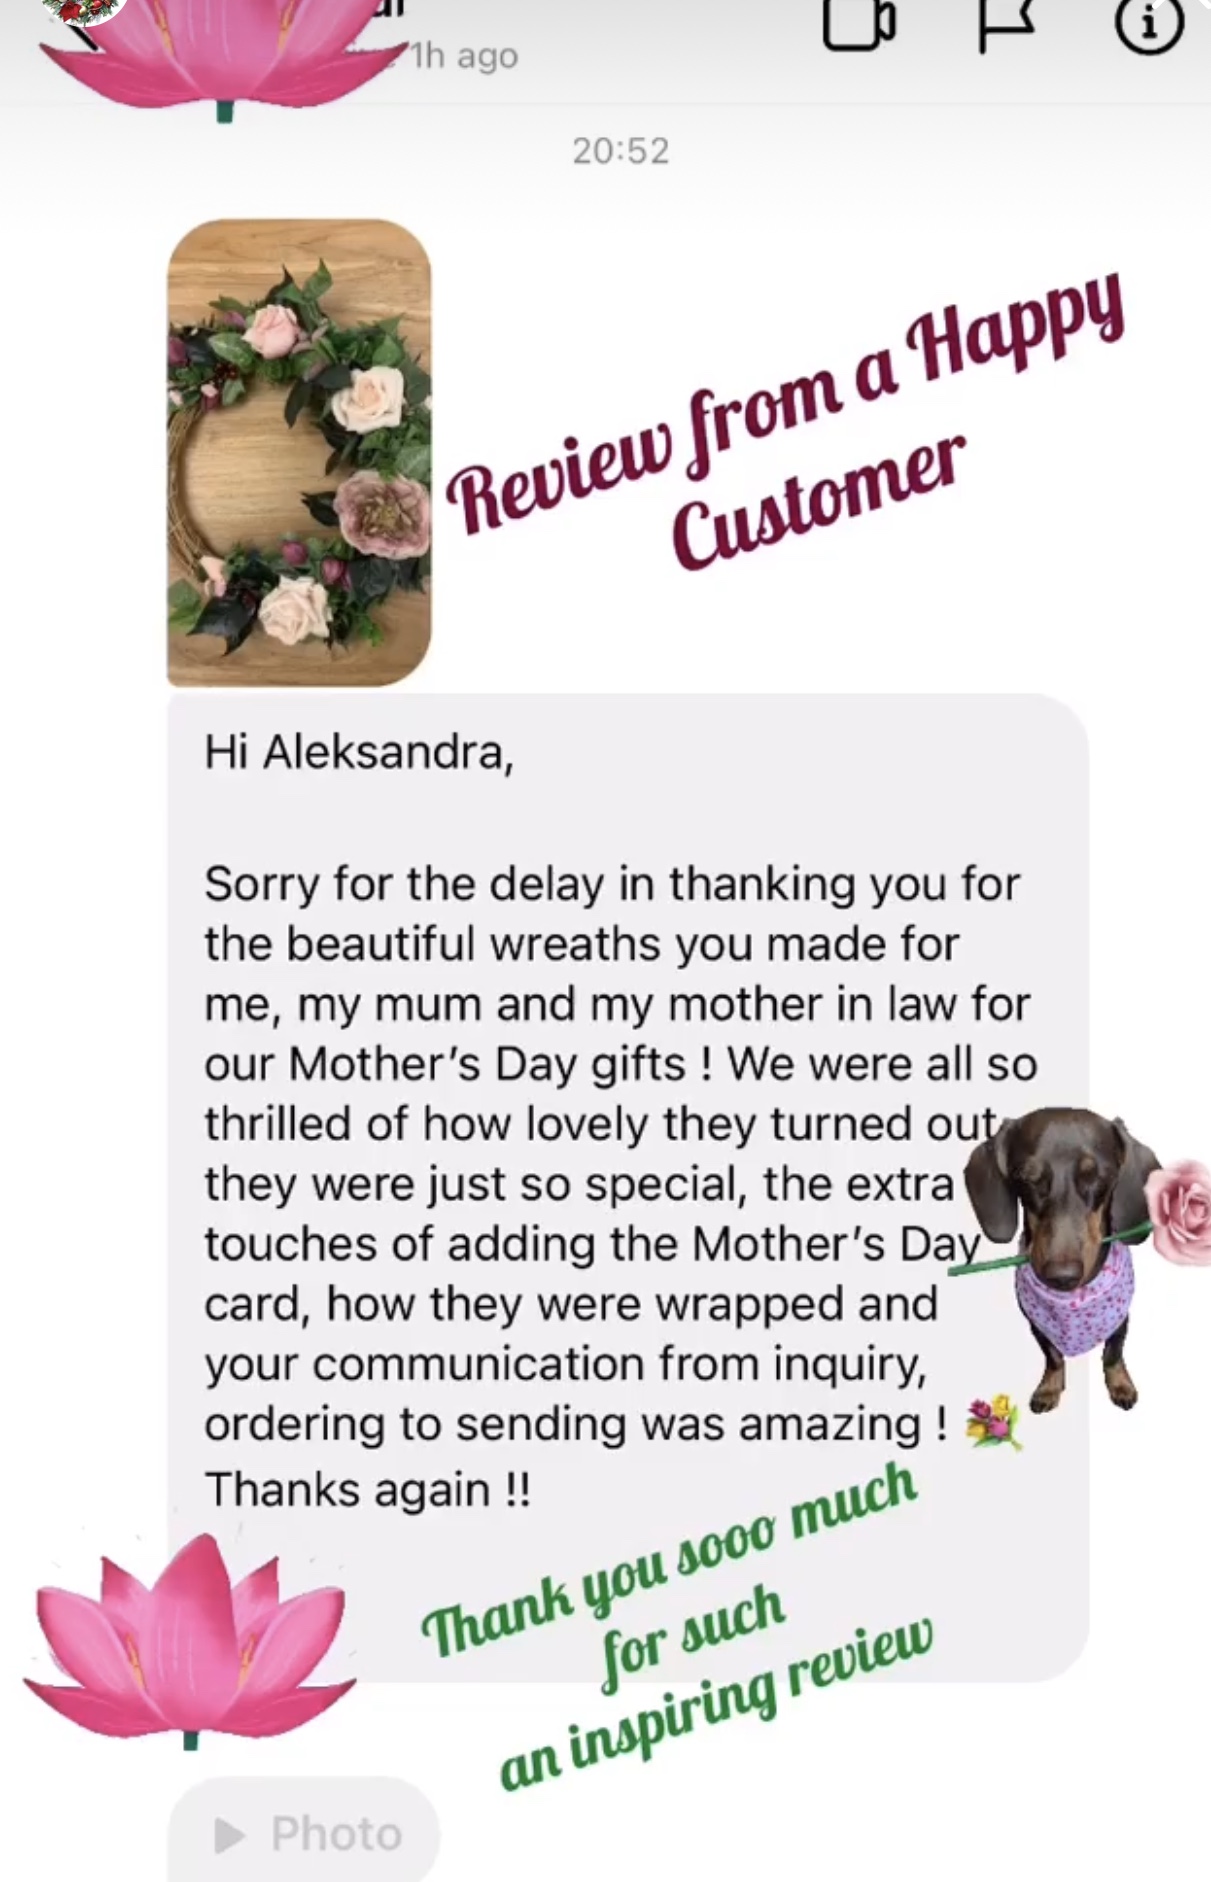 1h ago
20:52
Review from a Happy
Customer
Hi Aleksandra,
Sorry for the delay in thanking you for
the beautiful wreaths you made for
me, my mum and my mother in law for
our Mother's Day gifts ! We were all so
thrilled of how lovely they turned out
they were just so special, the extra
touches of adding the Mother's Day
card, how they were wrapped and
your communication from inquiry,
ordering to sending was amazing ! 💐
Thanks again !!
Thank you sooo much
for such
an inspiring review
Photo